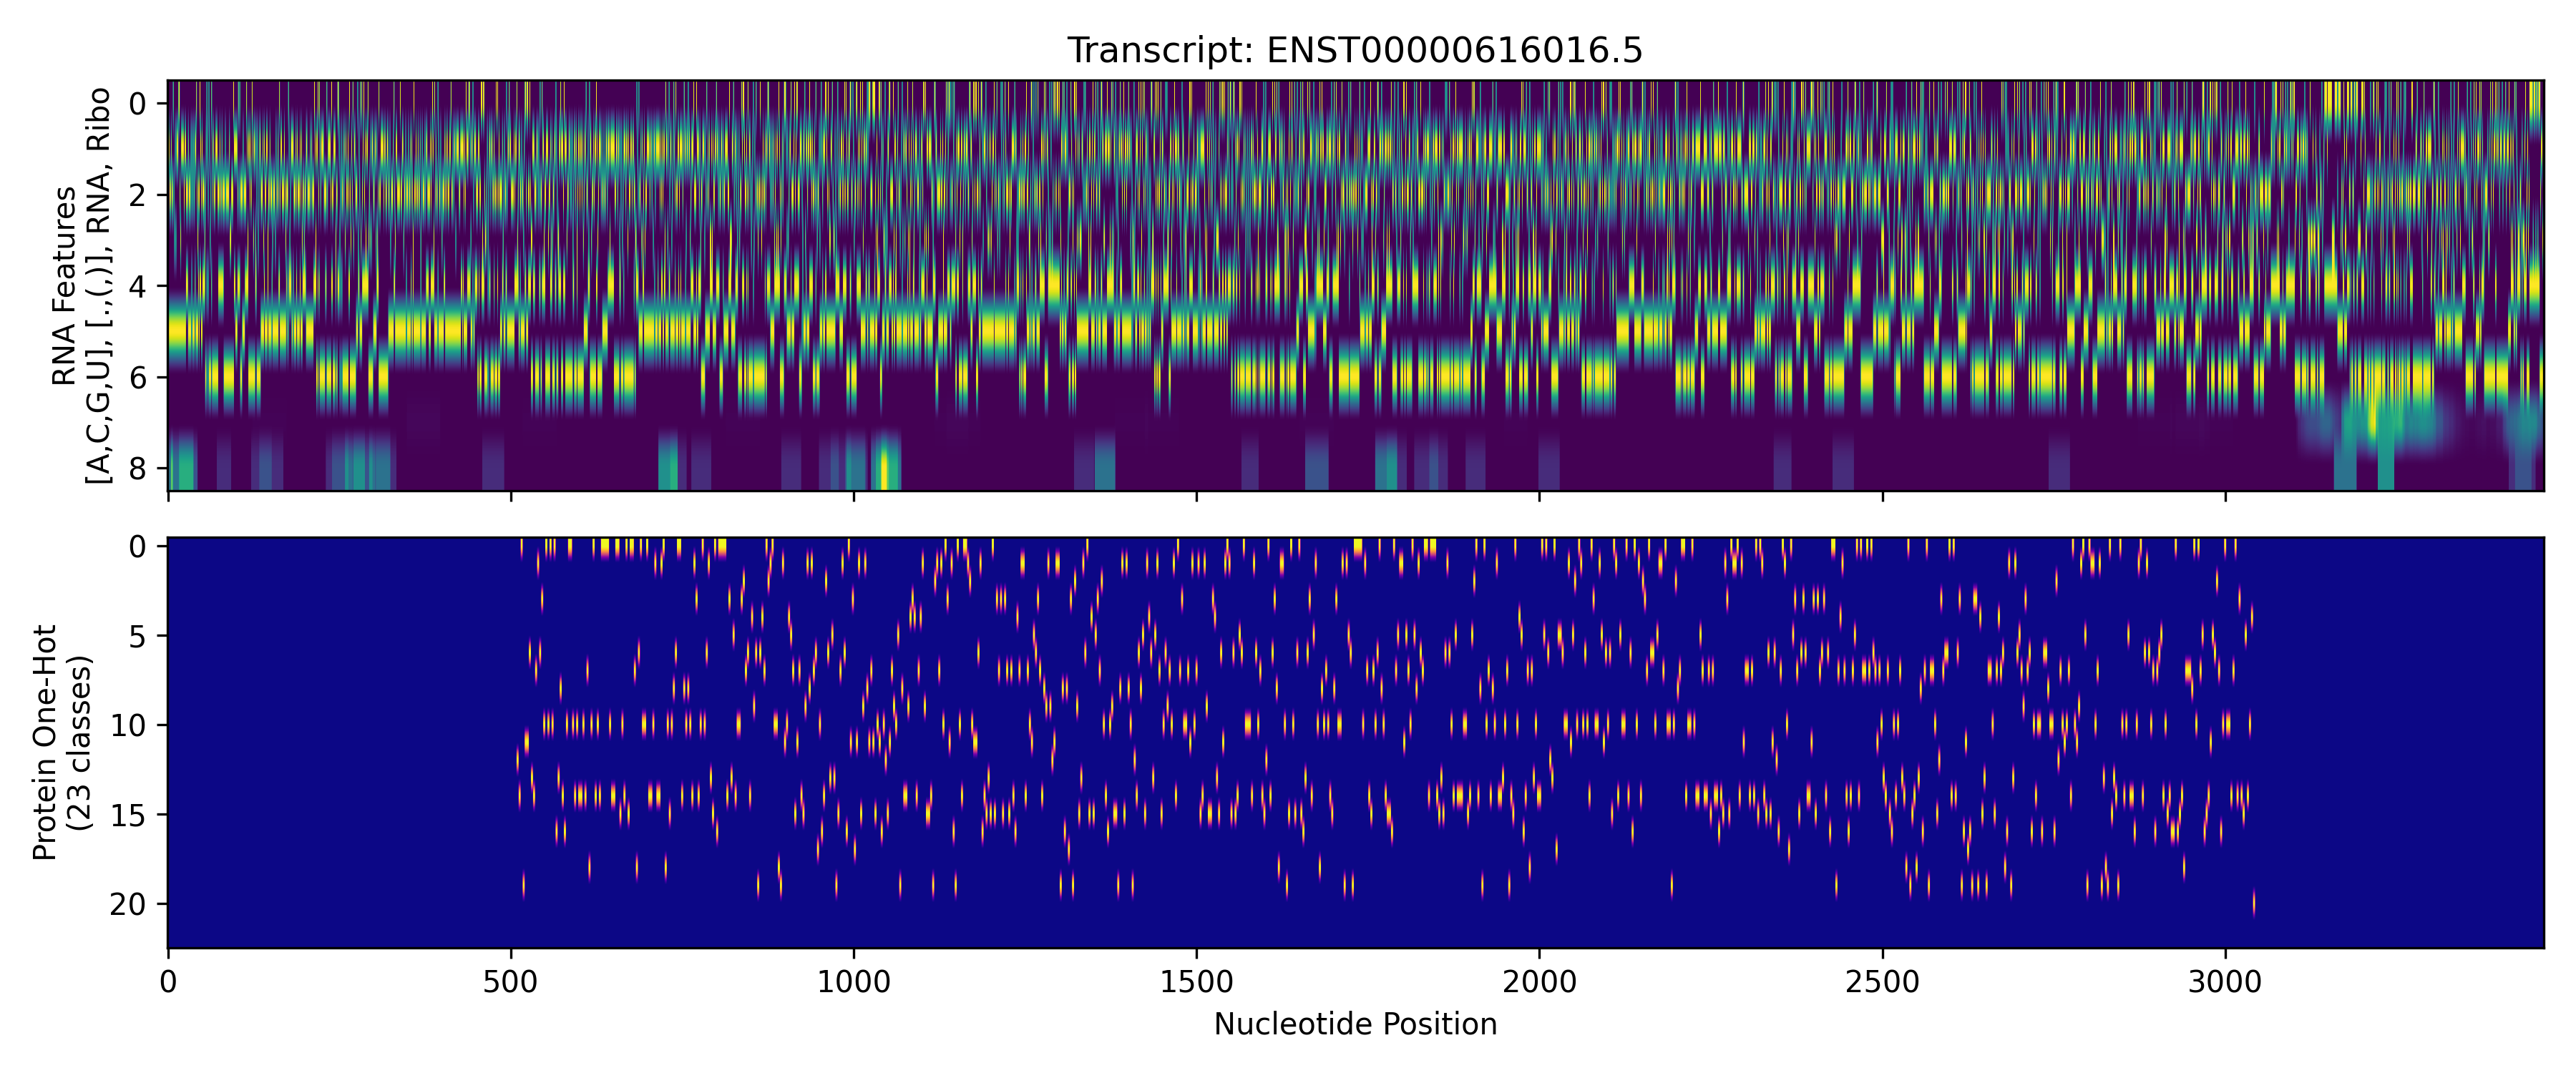 Transcript: ENST00000616016.5
RNA Features
[A,C,G,U], [.,(,)], RNA, Ribo
0
2
4
6
8
Protein One-Hot
(23 classes)
0
5
10
15
20
0
500
1000
1500
2000
2500
3000
Nucleotide Position